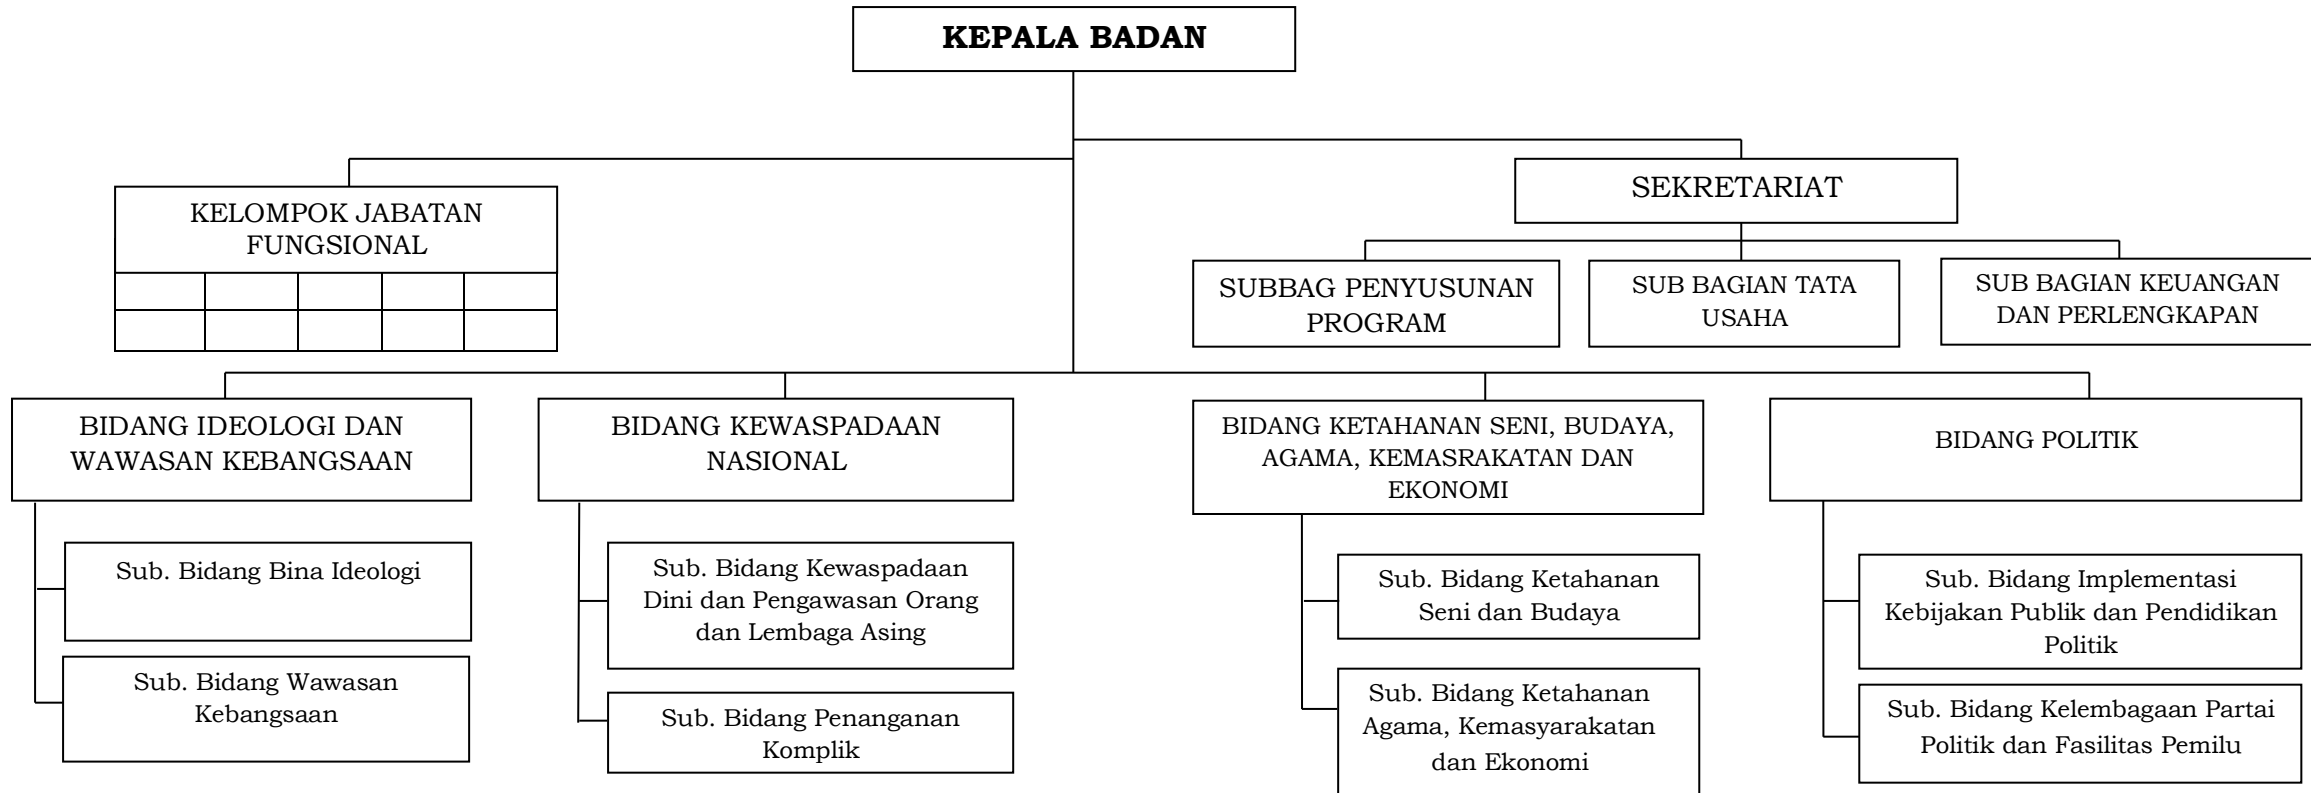 KEPALA BADAN
SEKRETARIAT
KELOMPOK JABATAN
FUNGSIONAL
SUBBAG PENYUSUNAN
PROGRAM
SUB BAGIAN TATA
USAHA
SUB BAGIAN KEUANGAN
DAN PERLENGKAPAN
BIDANG IDEOLOGI DAN
WAWASAN KEBANGSAAN
BIDANG KEWASPADAAN
NASIONAL
BIDANG KETAHANAN SENI, BUDAYA,
AGAMA, KEMASRAKATAN DAN
EKONOMI
BIDANG POLITIK
Sub. Bidang Bina Ideologi
Sub. Bidang Wawasan
Kebangsaan
Sub. Bidang Kewaspadaan
Dini dan Pengawasan Orang
dan Lembaga Asing
Sub. Bidang Penanganan
Komplik
Sub. Bidang Ketahanan
Seni dan Budaya
Sub. Bidang Ketahanan
Agama, Kemasyarakatan
dan Ekonomi
Sub. Bidang Implementasi
Kebijakan Publik dan Pendidikan
Politik
Sub. Bidang Kelembagaan Partai
Politik dan Fasilitas Pemilu